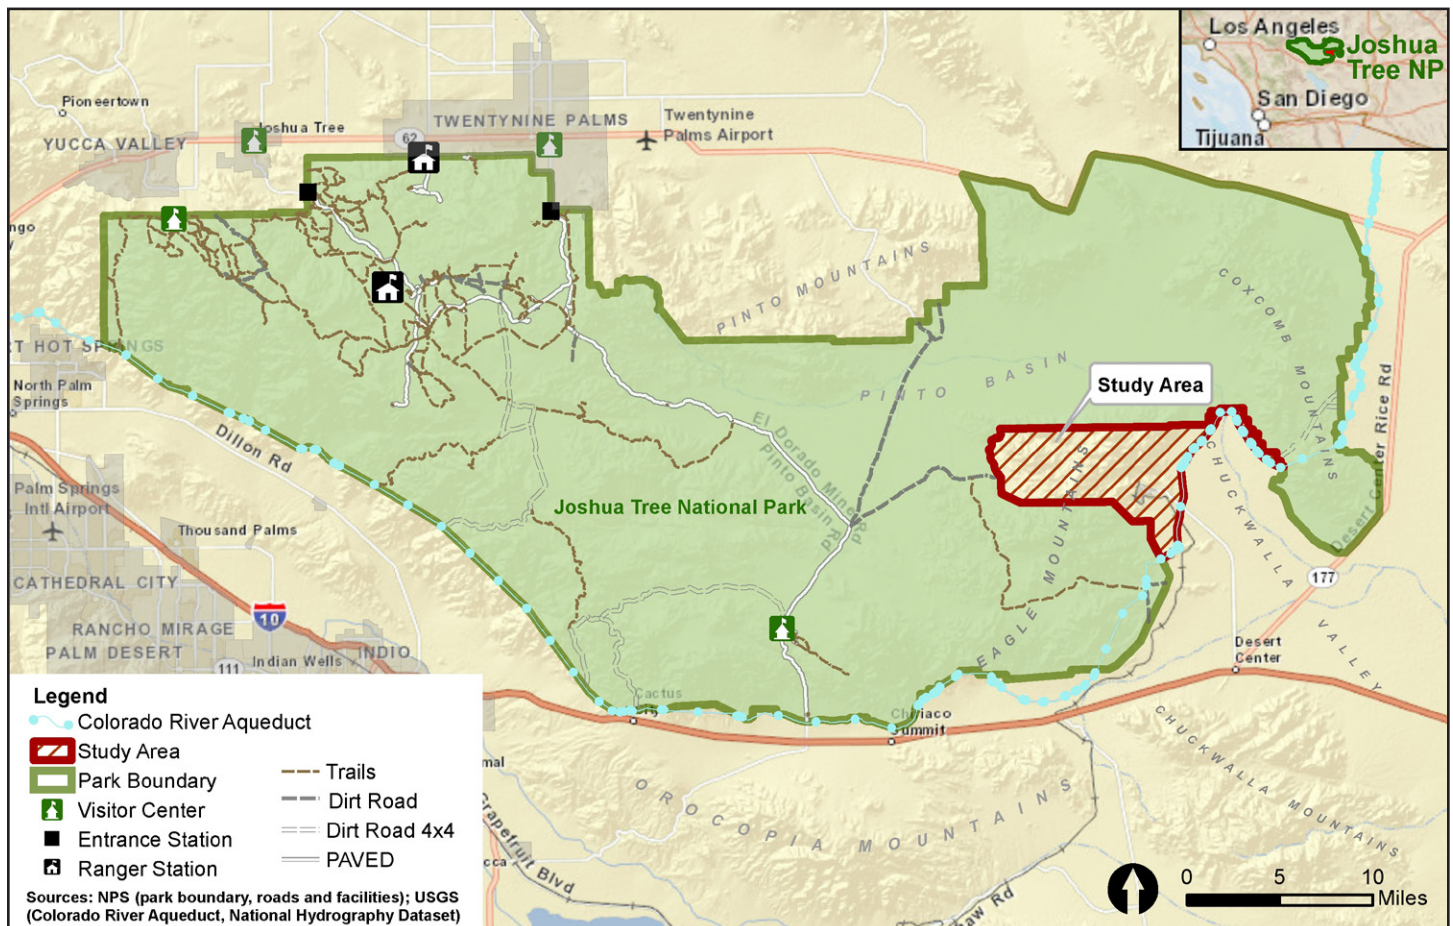 Los Angeles
Joshua
Tree NP
San Diego
Tijuana
Pioneertown
YUCCA VALLEY
Joshua Tree
62
TWENTYNINE PALMS
Twentynine
Palms Airport
PINTO MOUNTAINS
COXCOMB MOUNTAINS
PINTO BASIN
Study Area
HOT SPRINGS
North Palm
Springs
Dillon Rd
El Dorado Mine Rd
Pinto Basin Rd
Joshua Tree National Park
Palm Springs
Intl Airport
Thousand Palms
CATHEDRAL CITY
10
RANCHO MIRAGE
PALM DESERT
111
Indian Wells
INDIO
EAGLE MOUNTAINS
CHUCKWALLA VALLEY
Desert Center Rice Rd
177
Desert
Center
Cactus
Chiriaco
Summit
CHUCKWALLA MOUNTAINS
OROCOPIA MOUNTAINS
Grapefruit Blvd
Legend
Colorado River Aqueduct
Study Area
Park Boundary
Visitor Center
Entrance Station
Ranger Station
Trails
Dirt Road
Dirt Road 4x4
PAVED
Sources: NPS (park boundary, roads and facilities); USGS
(Colorado River Aqueduct, National Hydrography Dataset)
0 5 10
Miles